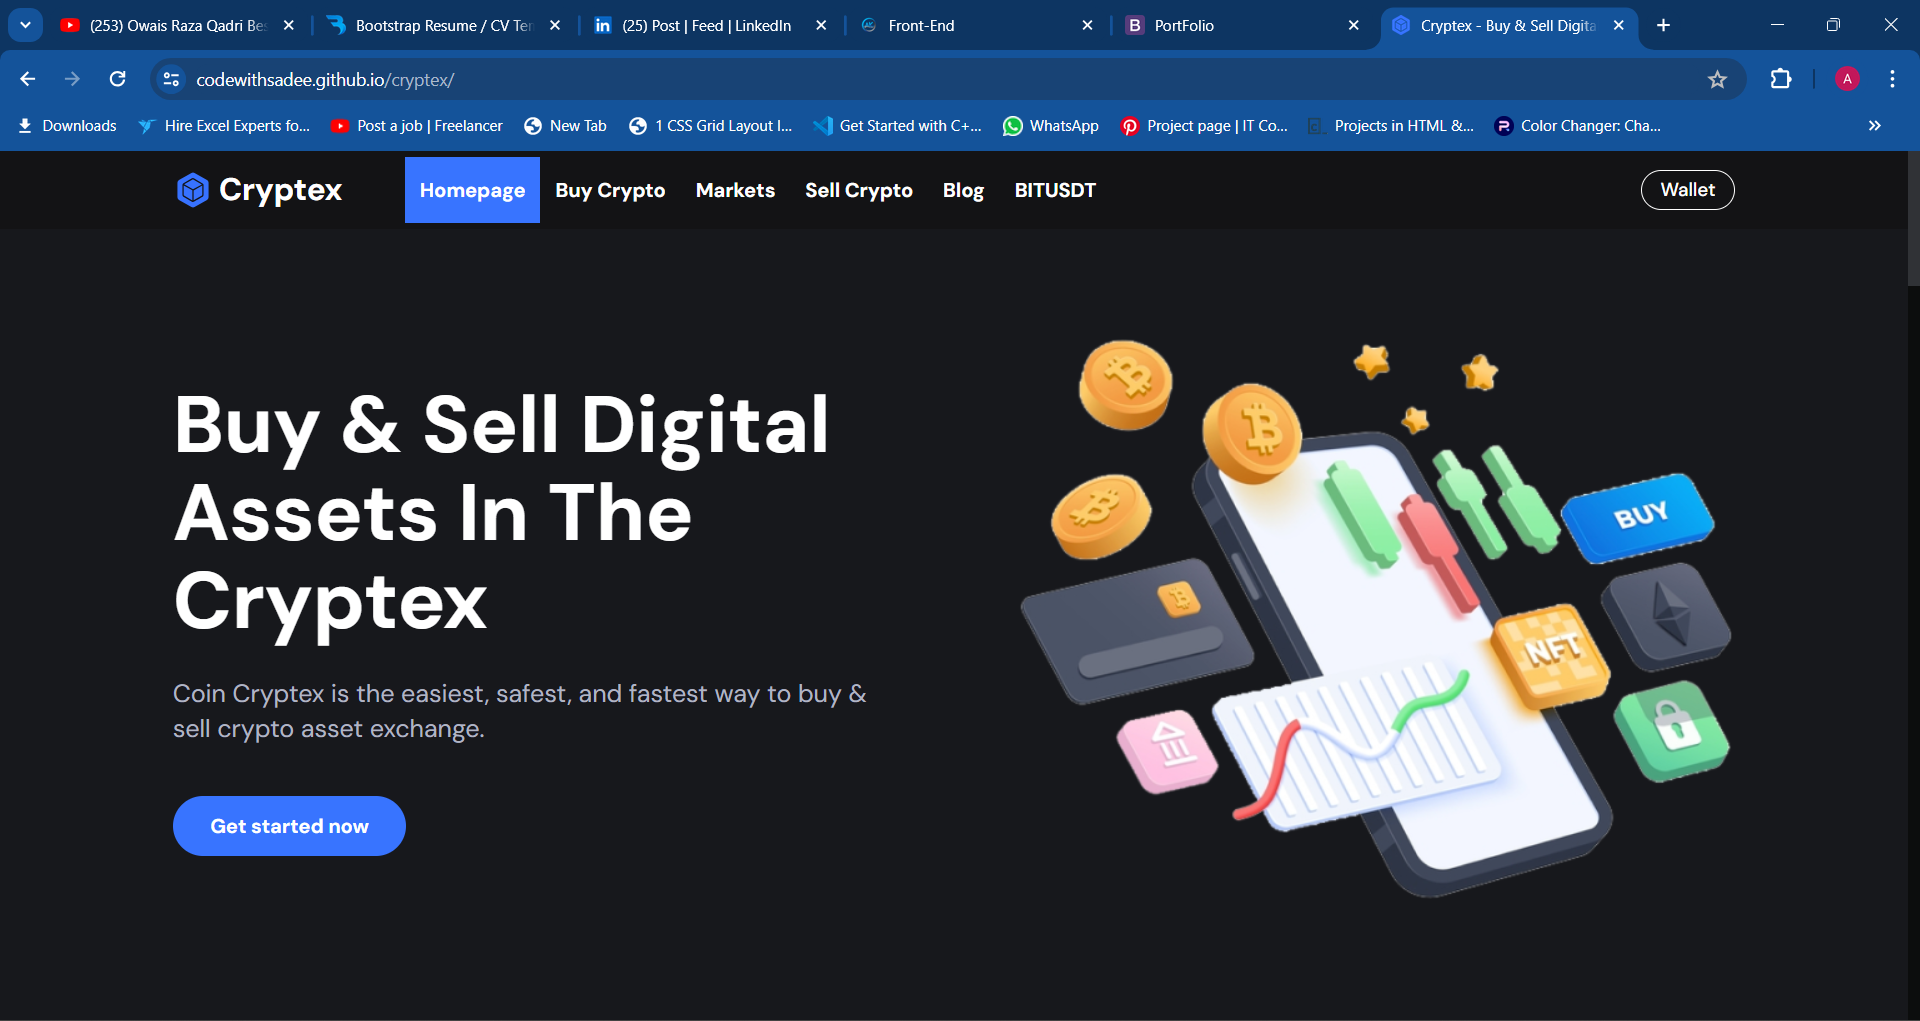 (253) Owais Raza Qadri Bes
Bootstrap Resume / CV Ten
(25) Post | Feed | LinkedIn
Front-End
PortFolio
Cryptex - Buy & Sell Digita
codewithsadee.github.io/cryptex/
A
Downloads
Hire Excel Experts fo...
Post a job | Freelancer
New Tab
1 CSS Grid Layout I...
Get Started with C+...
WhatsApp
Project page | IT Co...
Projects in HTML &...
Color Changer: Cha...
Cryptex
Homepage
Buy Crypto
Markets
Sell Crypto
Blog
BITUSDT
Wallet
Buy & Sell Digital
Assets In The
Cryptex
Coin Cryptex is the easiest, safest, and fastest way to buy &
sell crypto asset exchange.
Get started now
BUY
NFT